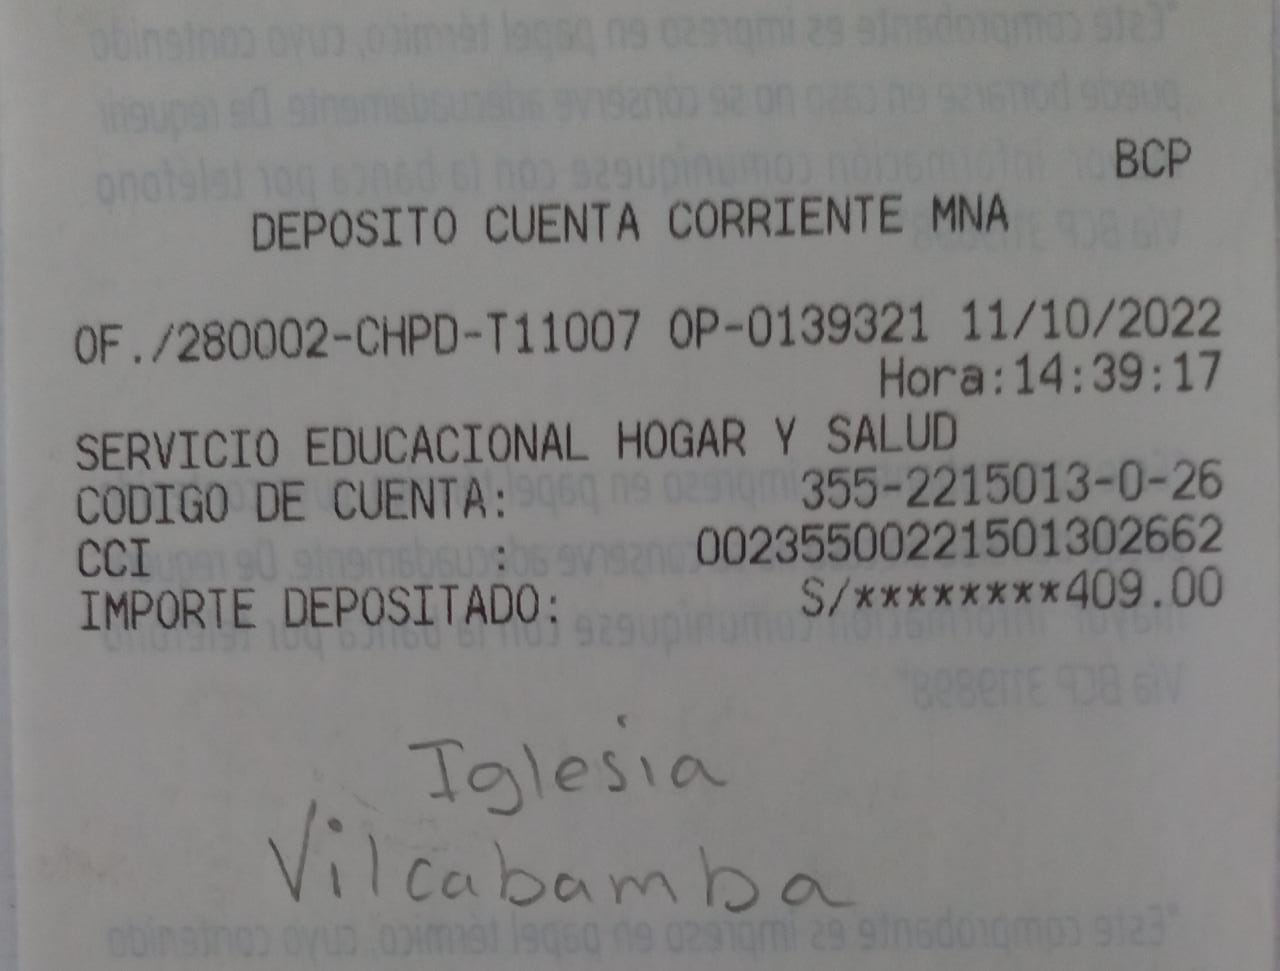 BCP
DEPOSITO CUENTA CORRIENTE MNA
OF./280002-CHPD-T11007 OP-0139321 11/10/2022
Hora:14:39:17
SERVICIO EDUCACIONAL HOGAR Y SALUD
CODIGO DE CUENTA: 355-2215013-0-26
CCI : 00235500221501302662
IMPORTE DEPOSITADO: S/********409.00
Iglesia
Vilcabamba